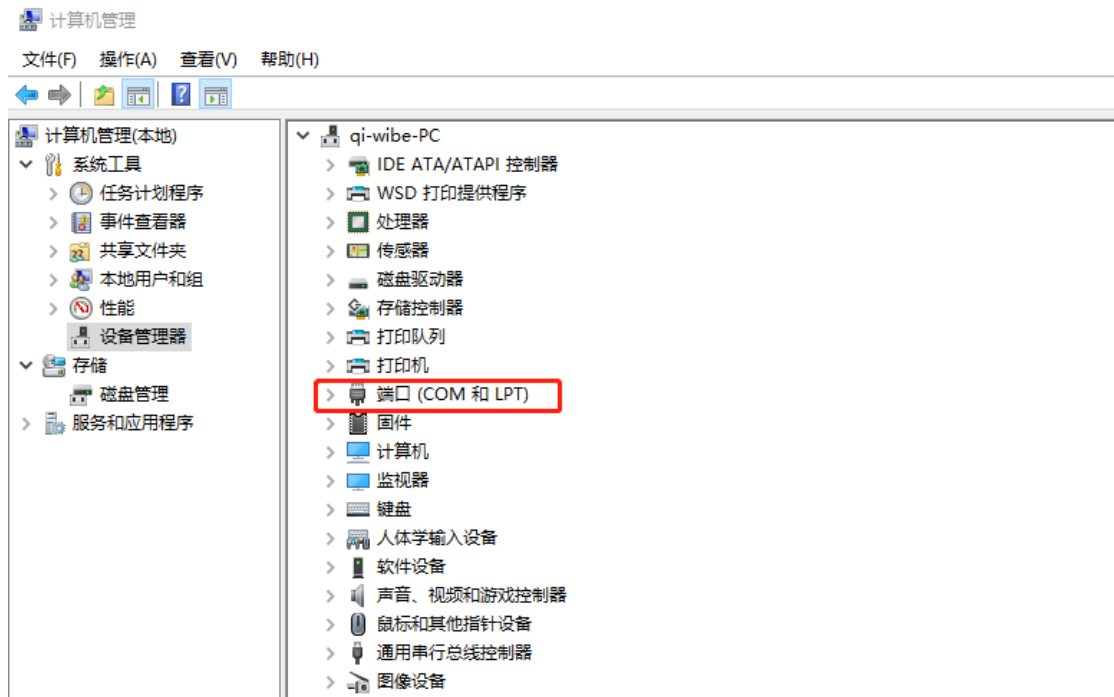 计算机管理
文件(F) 操作(A) 查看(V) 帮助(H)
计算机管理(本地)
系统工具
任务计划程序
事件查看器
共享文件夹
本地用户和组
性能
设备管理器
存储
磁盘管理
服务和应用程序
qi-wibe-PC
IDE ATA/ATAPI 控制器
WSD 打印提供程序
处理器
传感器
磁盘驱动器
存储控制器
打印队列
打印机
端口 (COM 和 LPT)
固件
计算机
监视器
键盘
人体学输入设备
软件设备
声音、视频和游戏控制器
鼠标和其他指针设备
通用串行总线控制器
图像设备